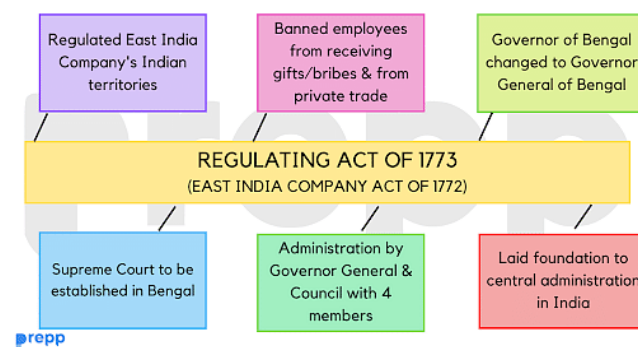 Regulated East India
Company's Indian
territories
Banned employees
from receiving
gifts/bribes & from
private trade
Governor of Bengal
changed to Governor
General of Bengal
REGULATING ACT OF 1773
(EAST INDIA COMPANY ACT OF 1772)
Supreme Court to be
established in Bengal
Administration by
Governor General &
Council with 4
members
Laid foundation to
central administration
in India
prepp
prepp